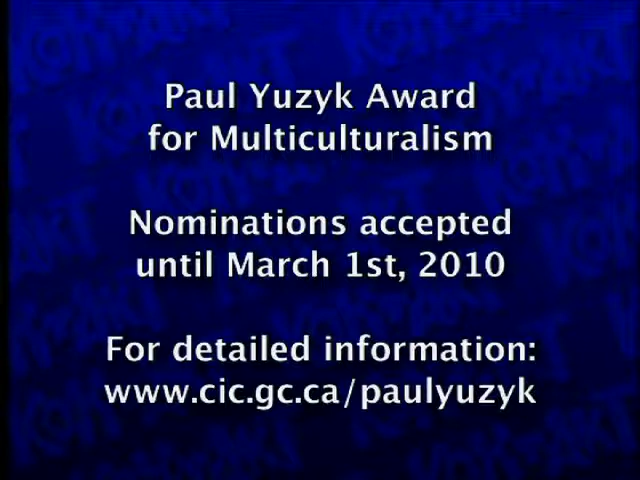 Paul Yuzyk Award
for Multiculturalism
Nominations accepted
until March 1st, 2010
For detailed information:
www.cic.gc.ca/paulyuzyk